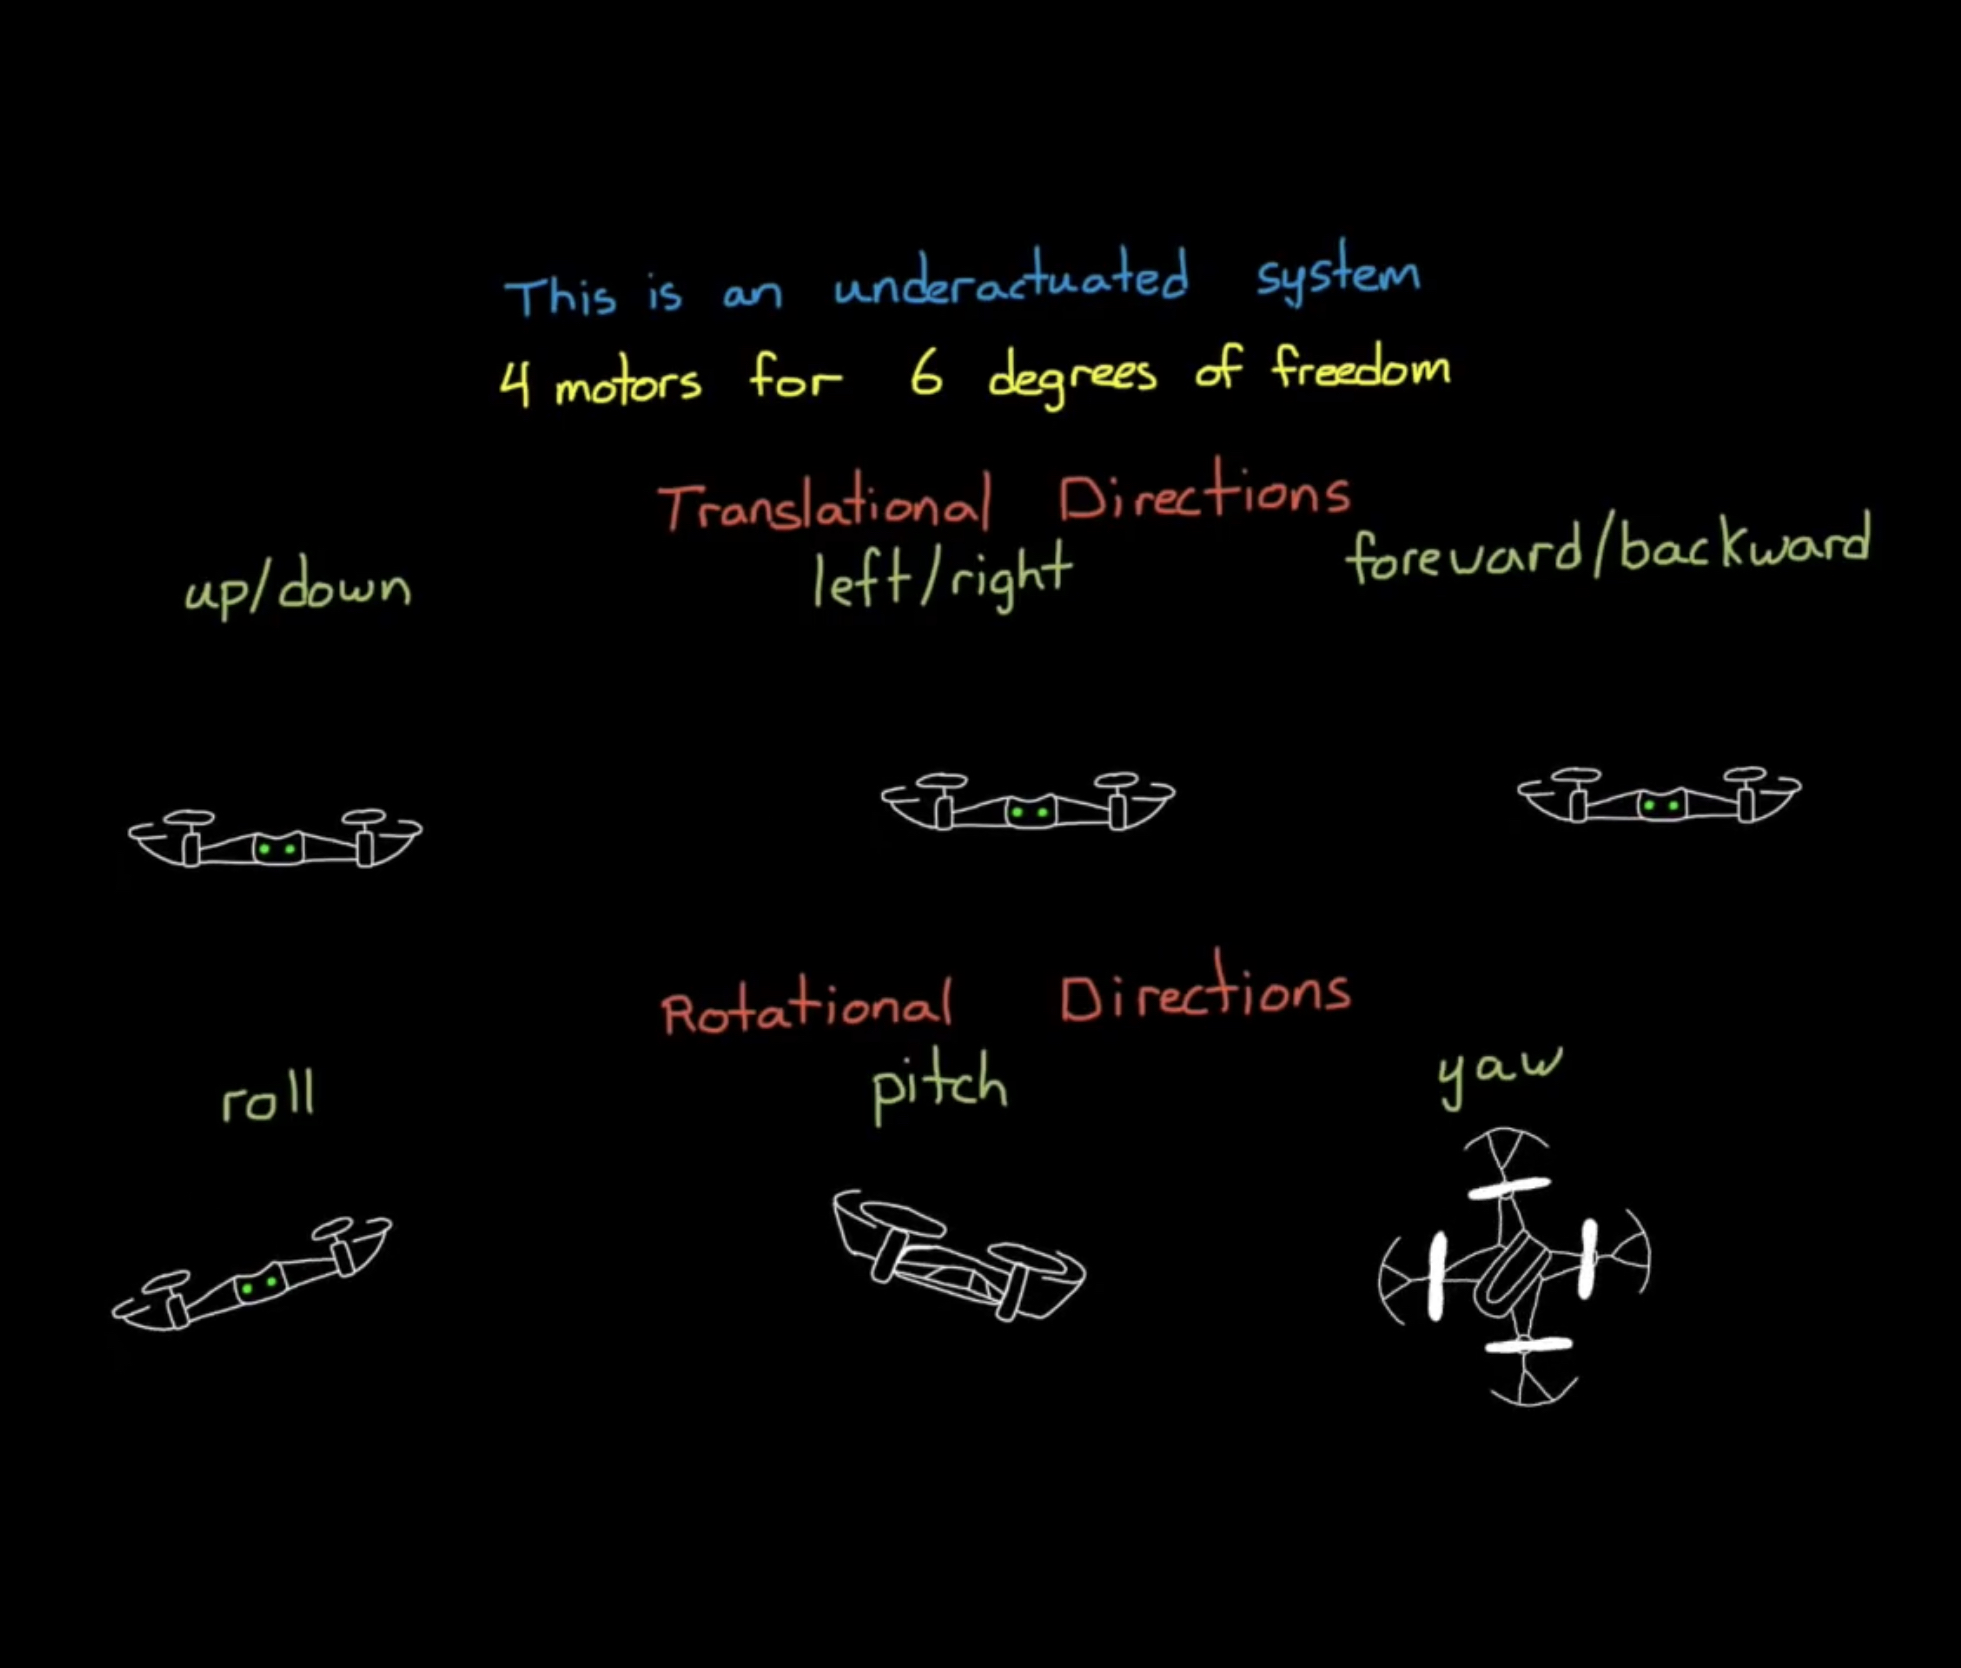 This is an underactuated system
4 motors for 6 degrees of freedom
Translational Directions
up/down
left/right
foreward/backward
Rotational Directions
roll
pitch
yaw